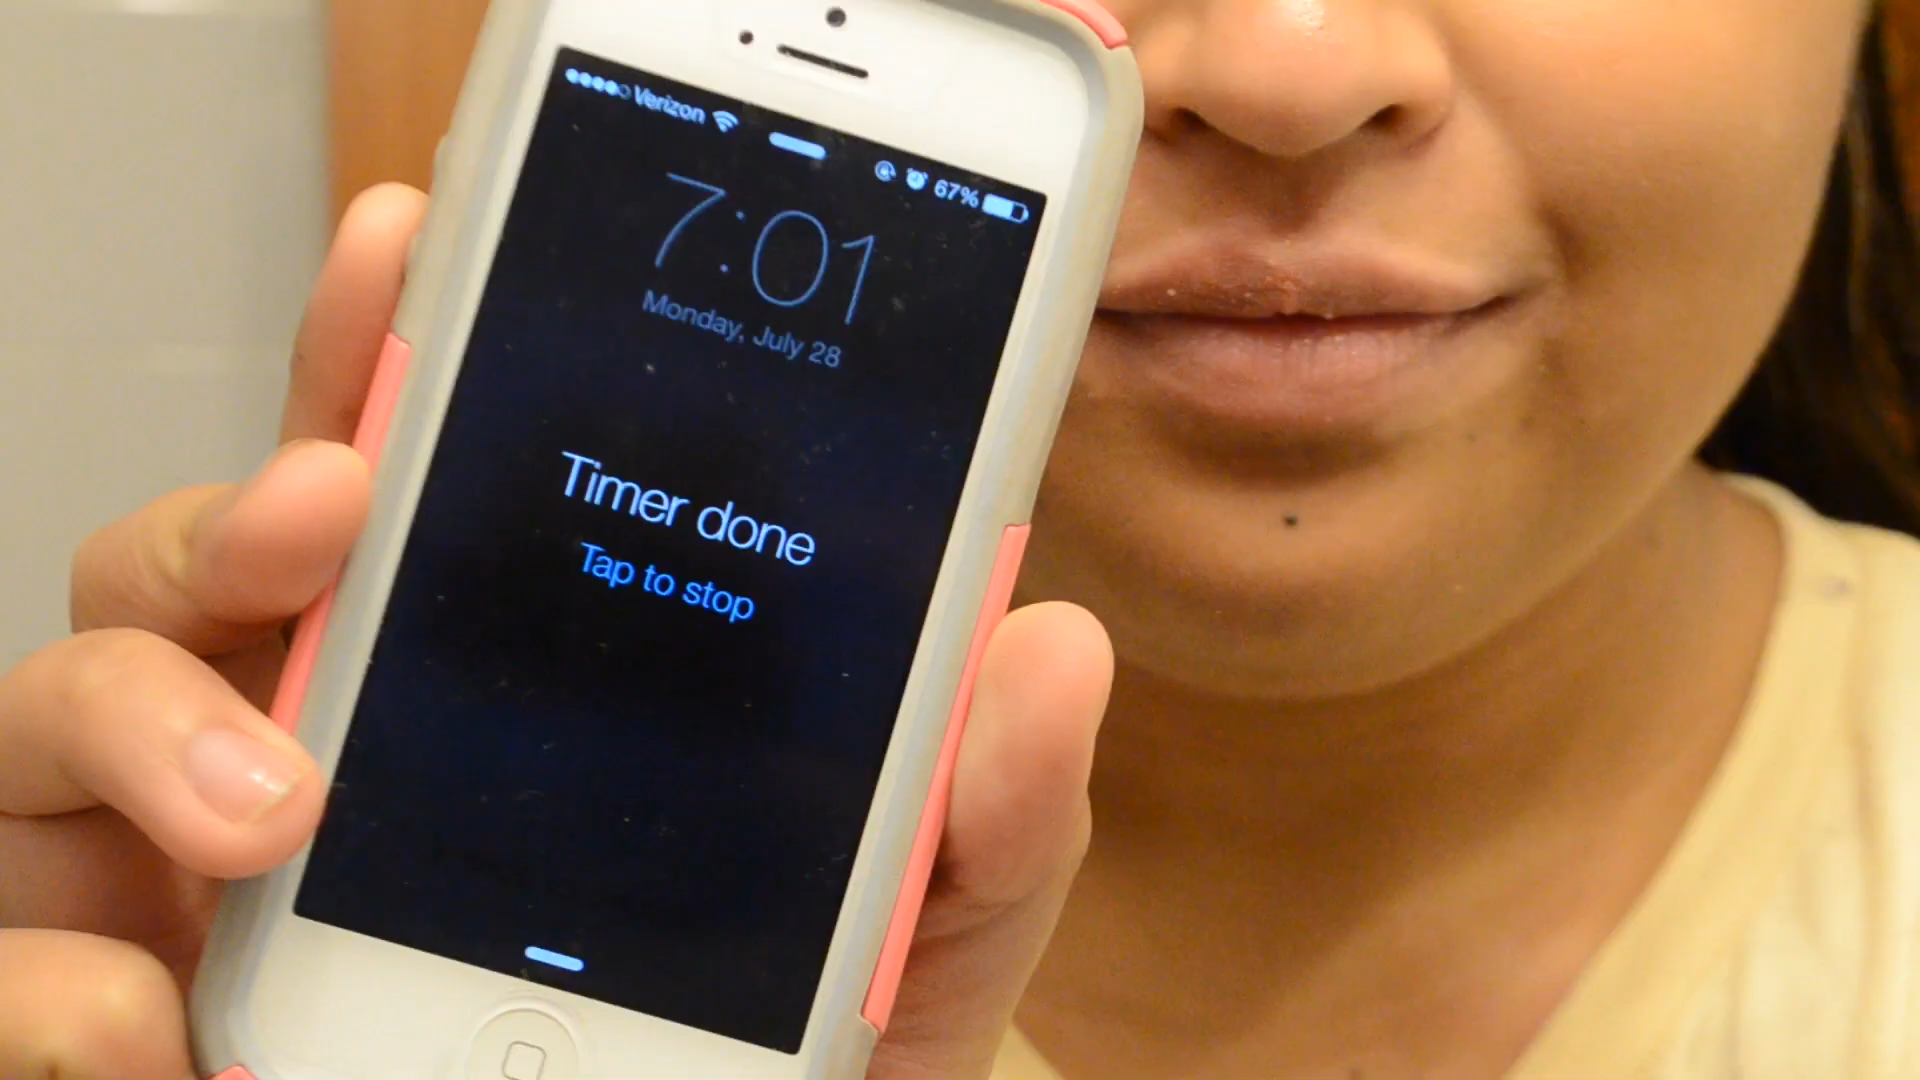 Verizon
67%
7:01
Monday, July 28
Timer done
Tap to stop